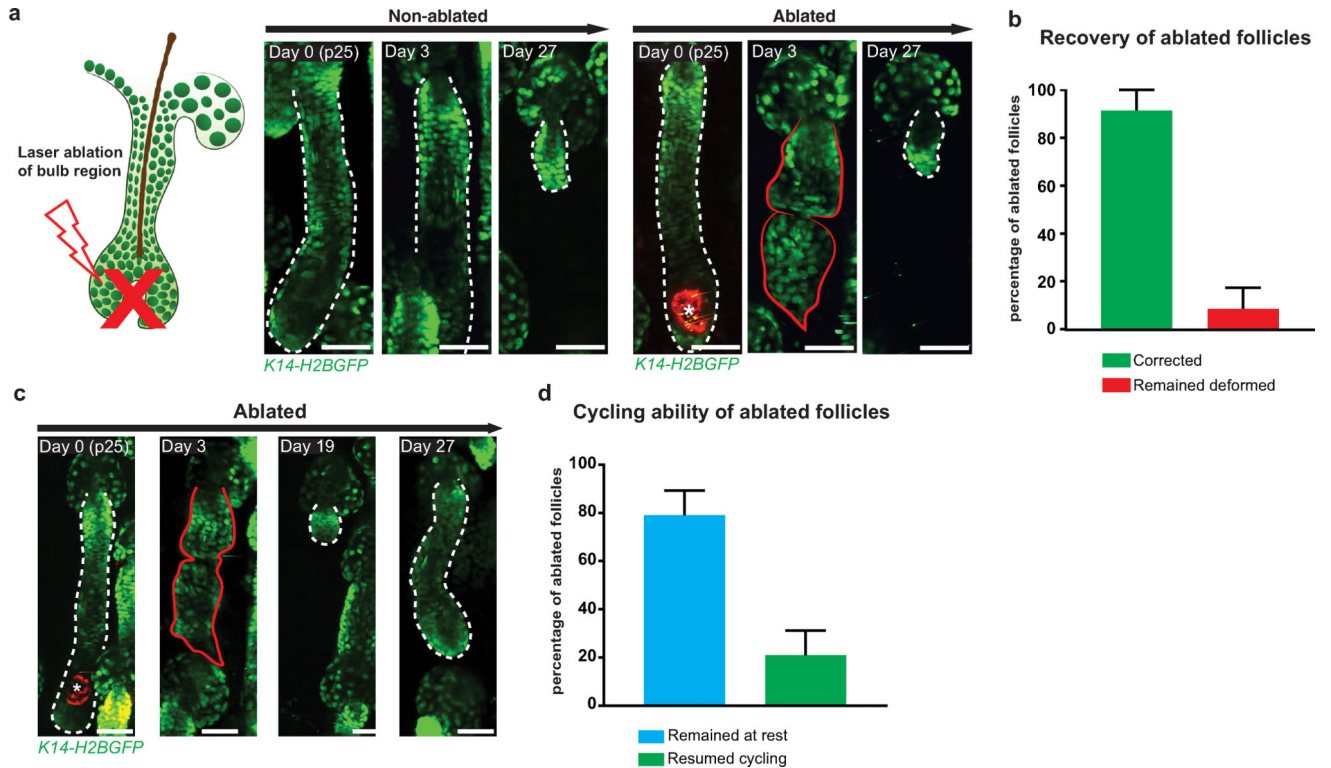 a
Non-ablated
Ablated
Day 0 (p25)
Day 3
Day 27
Day 0 (p25)
Day 3
Day 27
Laser ablation
of bulb region
*
K14-H2BGFP
K14-H2BGFP
b
Recovery of ablated follicles
percentage of ablated follicles
100
80
60
40
20
0
Corrected
Remained deformed
c
Ablated
Day 0 (p25)
Day 3
Day 19
Day 27
*
K14-H2BGFP
d
Cycling ability of ablated follicles
percentage of ablated follicles
100
80
60
40
20
0
Remained at rest
Resumed cycling